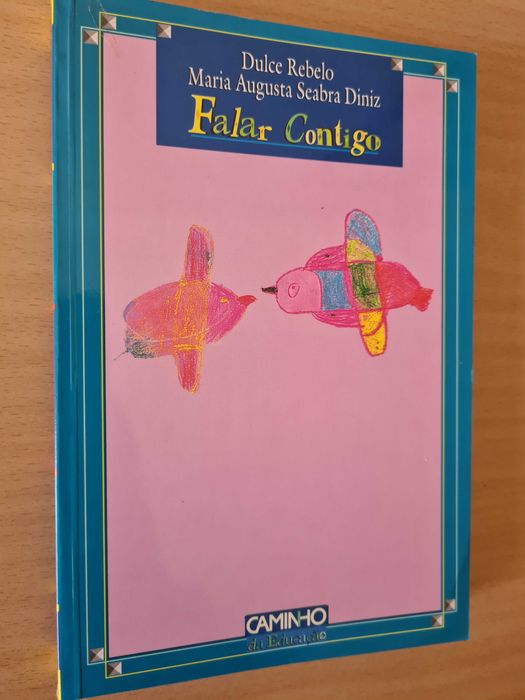 Dulce Rebelo
Maria Augusta Seabra Diniz
Falar Contigo
CAMINHO
da Educação